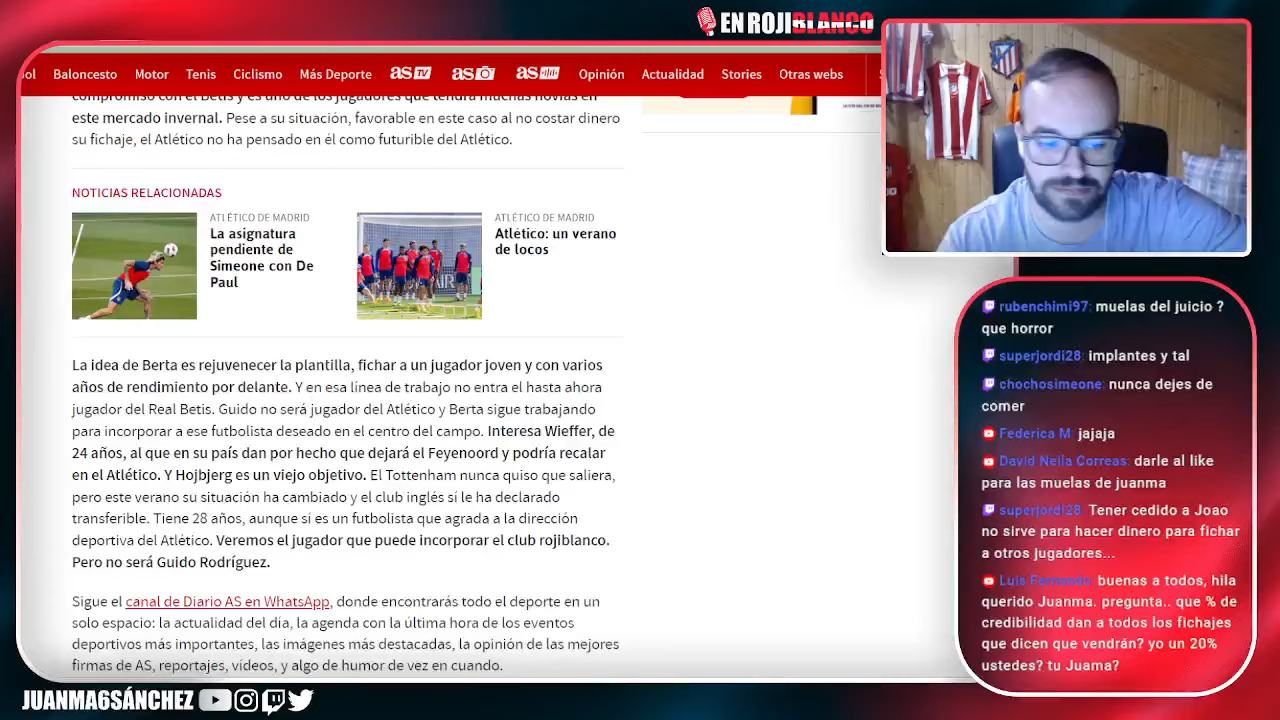 EN ROJIBLANCO
ol Baloncesto Motor Tenis Ciclismo Más Deporte as TV as as Opinión Actualidad Stories Otras webs
compromiso con el Betis y es uno de los jugadores que tendrá muchas novias en
este mercado invernal. Pese a su situación, favorable en este caso al no costar dinero
su fichaje, el Atlético no ha pensado en él como futurible del Atlético.
NOTICIAS RELACIONADAS
ATLÉTICO DE MADRID
La asignatura
pendiente de
Simeone con De
Paul
ATLÉTICO DE MADRID
Atlético: un verano
de locos
La idea de Berta es rejuvenecer la plantilla, fichar a un jugador joven y con varios
años de rendimiento por delante. Y en esa línea de trabajo no entra el hasta ahora
jugador del Real Betis. Guido no será jugador del Atlético y Berta sigue trabajando
para incorporar a ese futbolista deseado en el centro del campo. Interesa Wieffer, de
24 años, al que en su país dan por hecho que dejará el Feyenoord y podría recalar
en el Atlético. Y Hojbjerg es un viejo objetivo. El Tottenham nunca quiso que saliera,
pero este verano su situación ha cambiado y el club inglés sí le ha declarado
transferible. Tiene 28 años, aunque sí es un futbolista que agrada a la dirección
deportiva del Atlético. Veremos el jugador que puede incorporar el club rojiblanco.
Pero no será Guido Rodríguez.
Sigue el canal de Diario AS en WhatsApp, donde encontrarás todo el deporte en un
solo espacio: la actualidad del día, la agenda con la última hora de los eventos
deportivos más importantes, las imágenes más destacadas, la opinión de las mejores
firmas de AS, reportajes, vídeos, y algo de humor de vez en cuando.
rubenchimi97: muelas del juicio ?
que horror
superjordi28: implantes y tal
chochosimeone: nunca dejes de
comer
Federica M: jajaja
David Neila Correas: darle al like
para las muelas de juanma
superjordi28: Tener cedido a Joao
no sirve para hacer dinero para fichar
a otros jugadores...
Luis Fernando: buenas a todos, hila
querido Juanma. pregunta.. que % de
credibilidad dan a todos los fichajes
que dicen que vendrán? yo un 20%
ustedes? tu Juama?
JUANMA6SÁNCHEZ